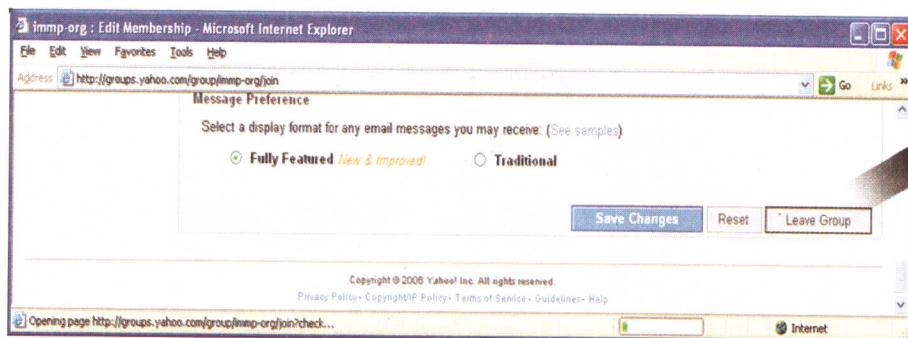 immp-org : Edit Membership - Microsoft Internet Explorer
File Edit View Favorites Tools Help
Address http://groups.yahoo.com/group/immp-org/join Go Links »
Message Preference
Select a display format for any email messages you may receive: (See samples)
Fully Featured New & Improved! Traditional
Save Changes Reset Leave Group
Copyright © 2006 Yahoo! Inc. All rights reserved.
Privacy Policy - Copyright/IP Policy - Terms of Service - Guidelines - Help
Opening page http://groups.yahoo.com/group/immp-org/join?check... Internet